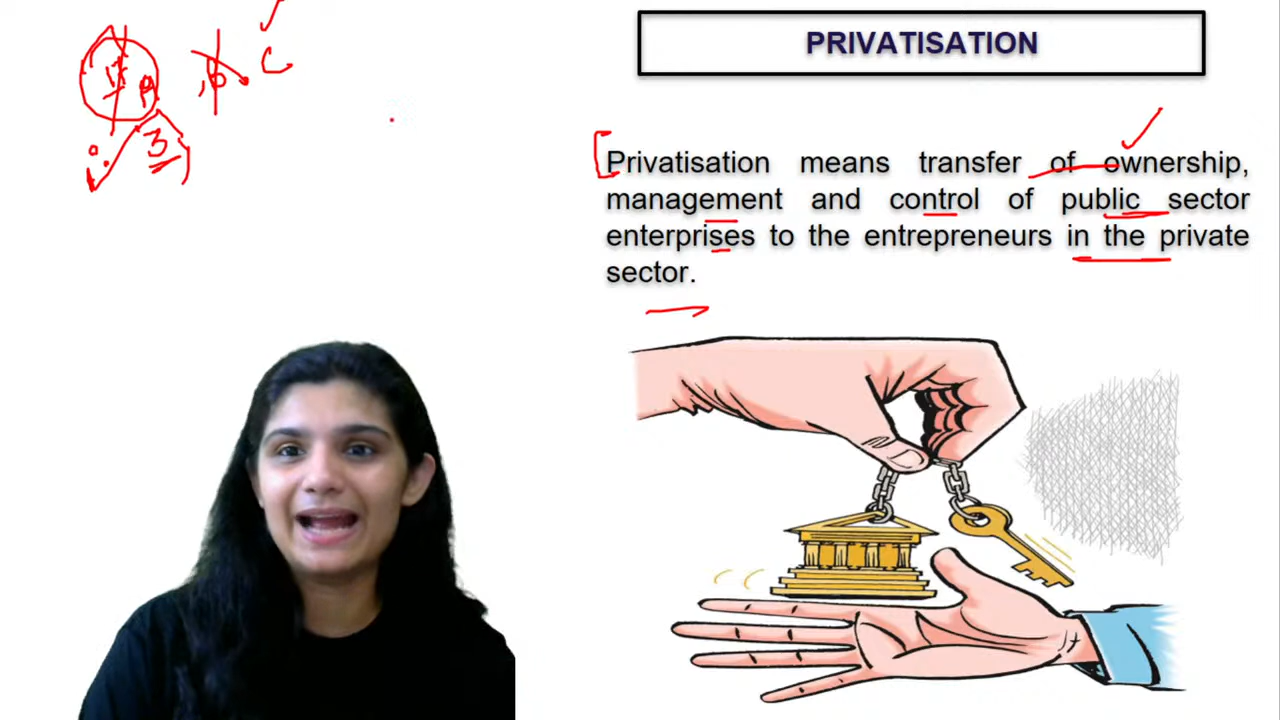 PRIVATISATION
Privatisation means transfer of ownership,
management and control of public sector
enterprises to the entrepreneurs in the private
sector.